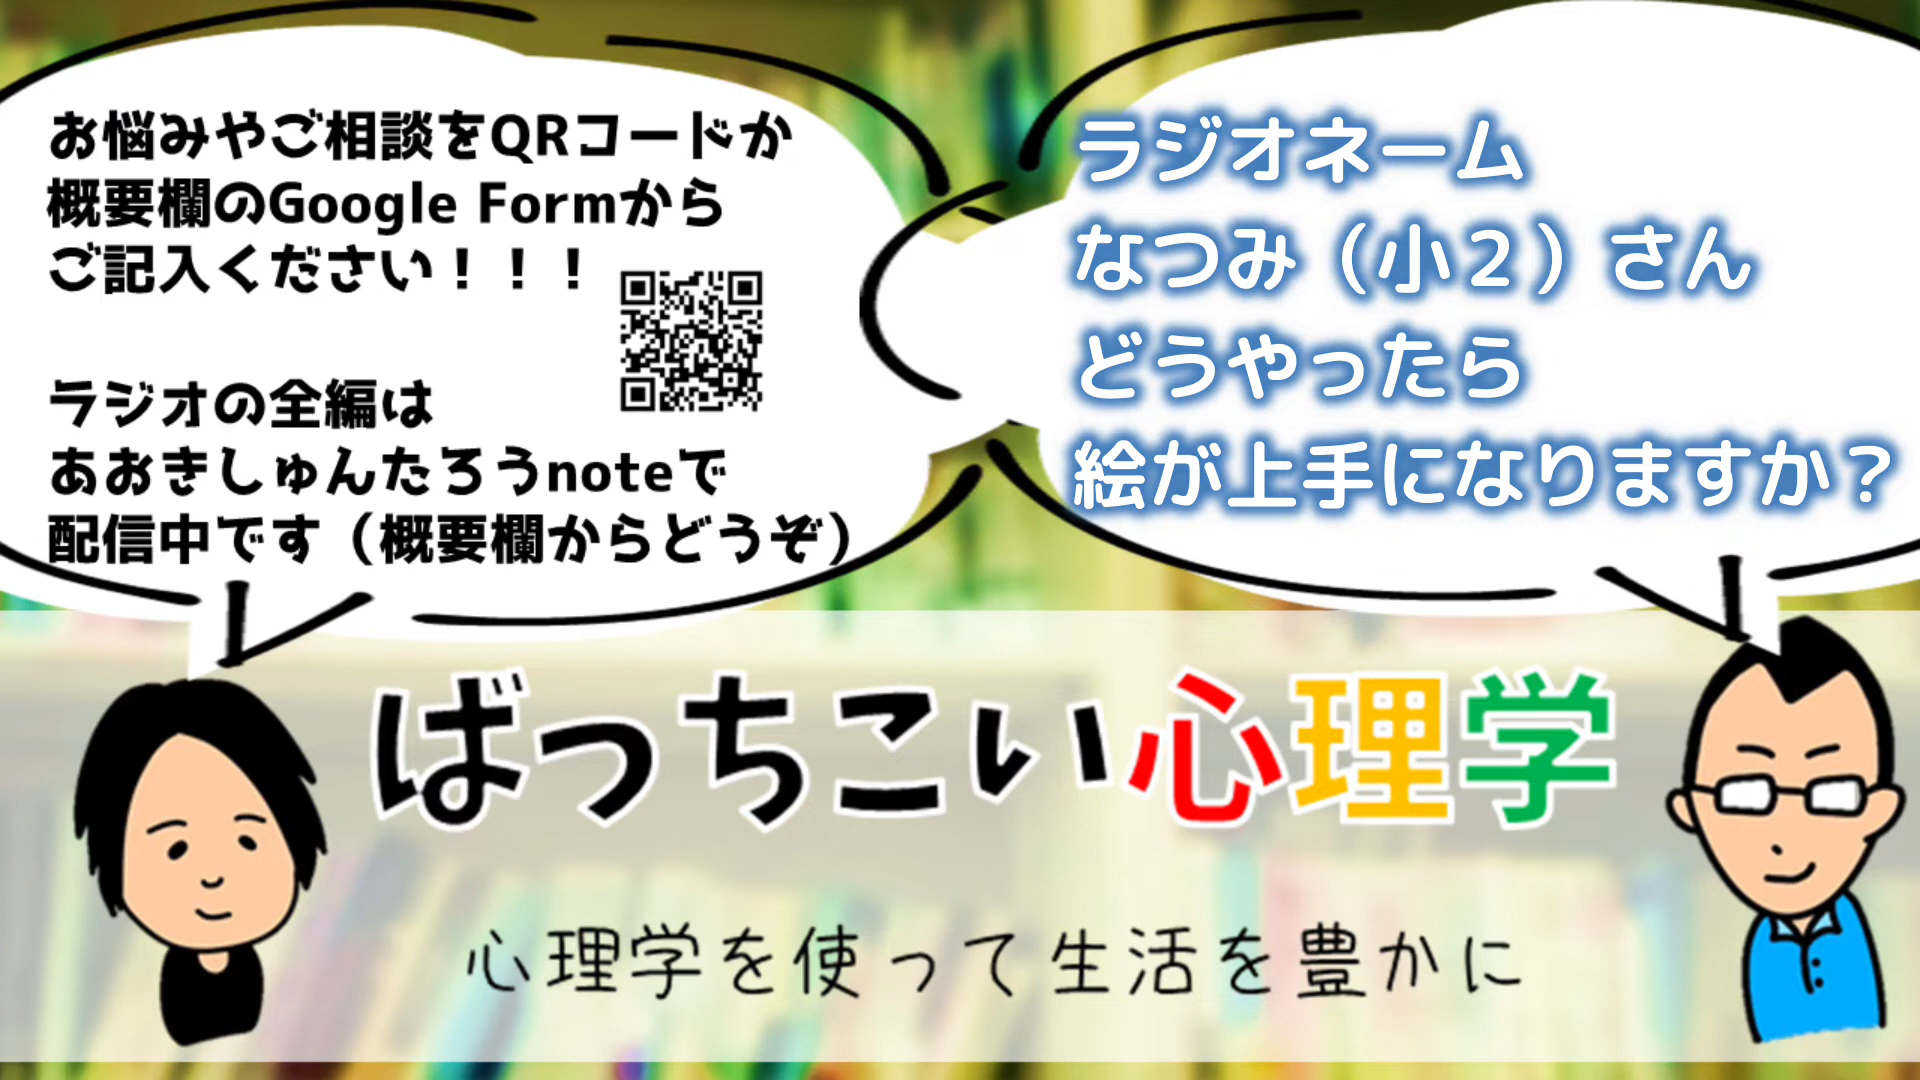 お悩みやご相談をQRコードか
概要欄のGoogle Formから
ご記入ください！！！
ラジオの全編は
あおきしゅんたろうnoteで
配信中です（概要欄からどうぞ）
ラジオネーム
なつみ（小２）さん
どうやったら
絵が上手になりますか？
ばっちこい心理学
心理学を使って生活を豊かに